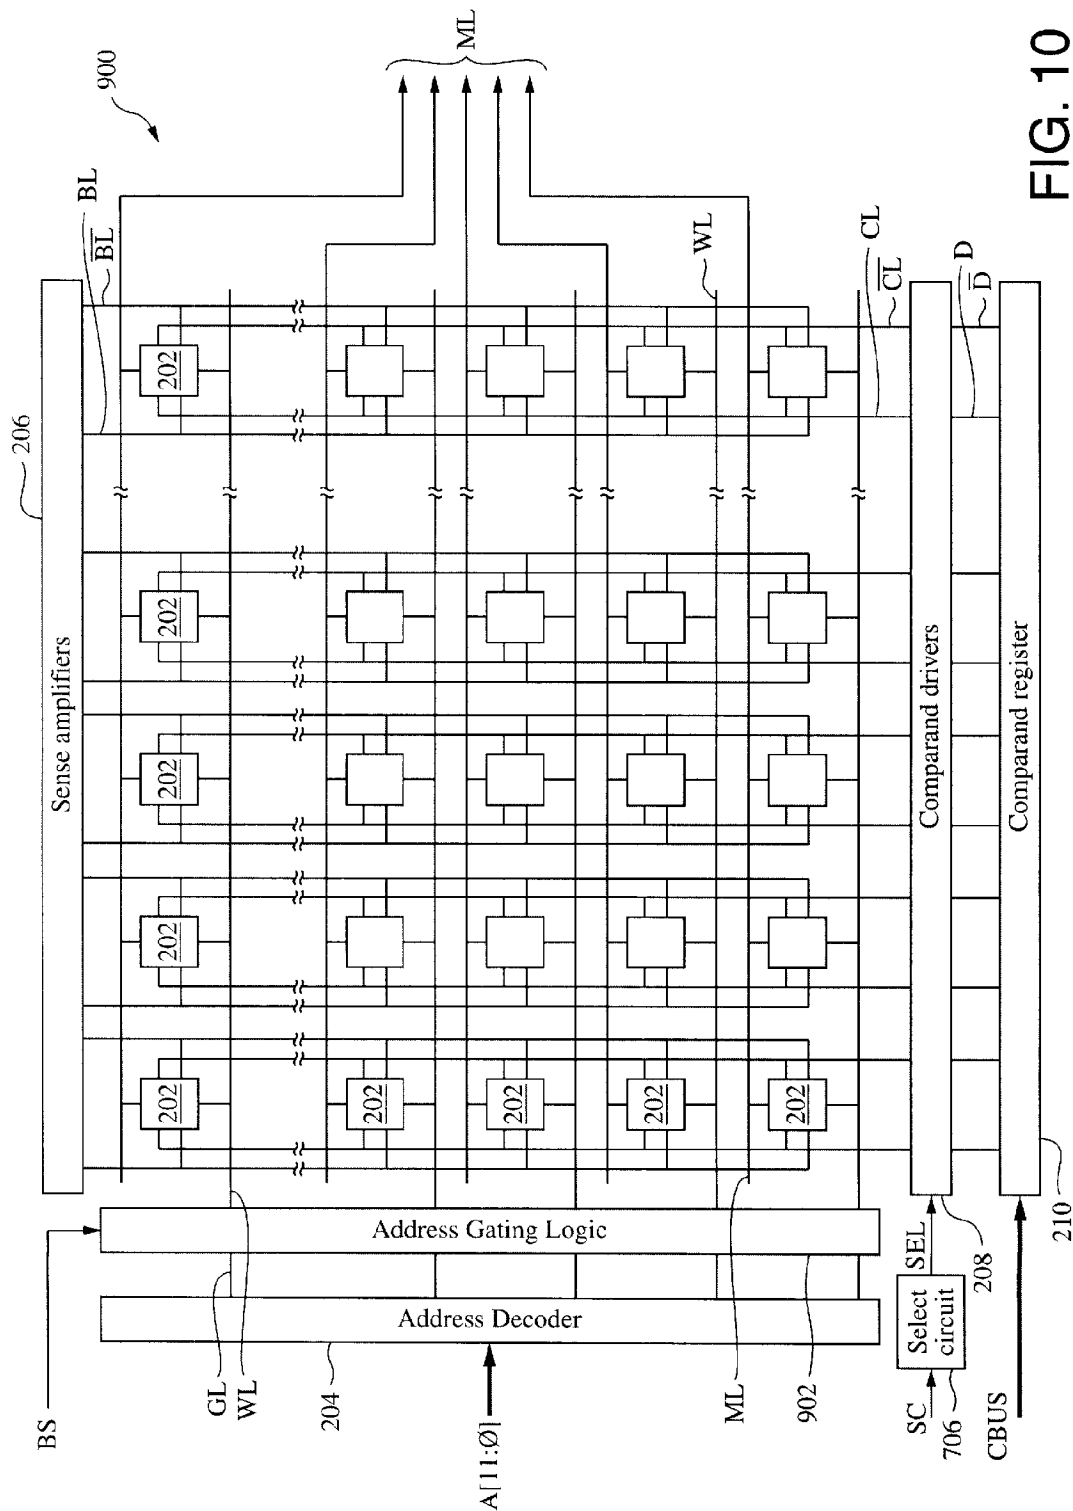 900
206
Sense amplifiers
BL
BL
ML
202
202
202
202
202
202
202
202
202
WL
BS
Address Gating Logic
Address Decoder
GL
WL
204
A[11:Ø]
ML
902
CL
CL
Comparand drivers
D
D
Comparand register
SC
706
Select
circuit
SEL
208
CBUS
210
FIG. 10